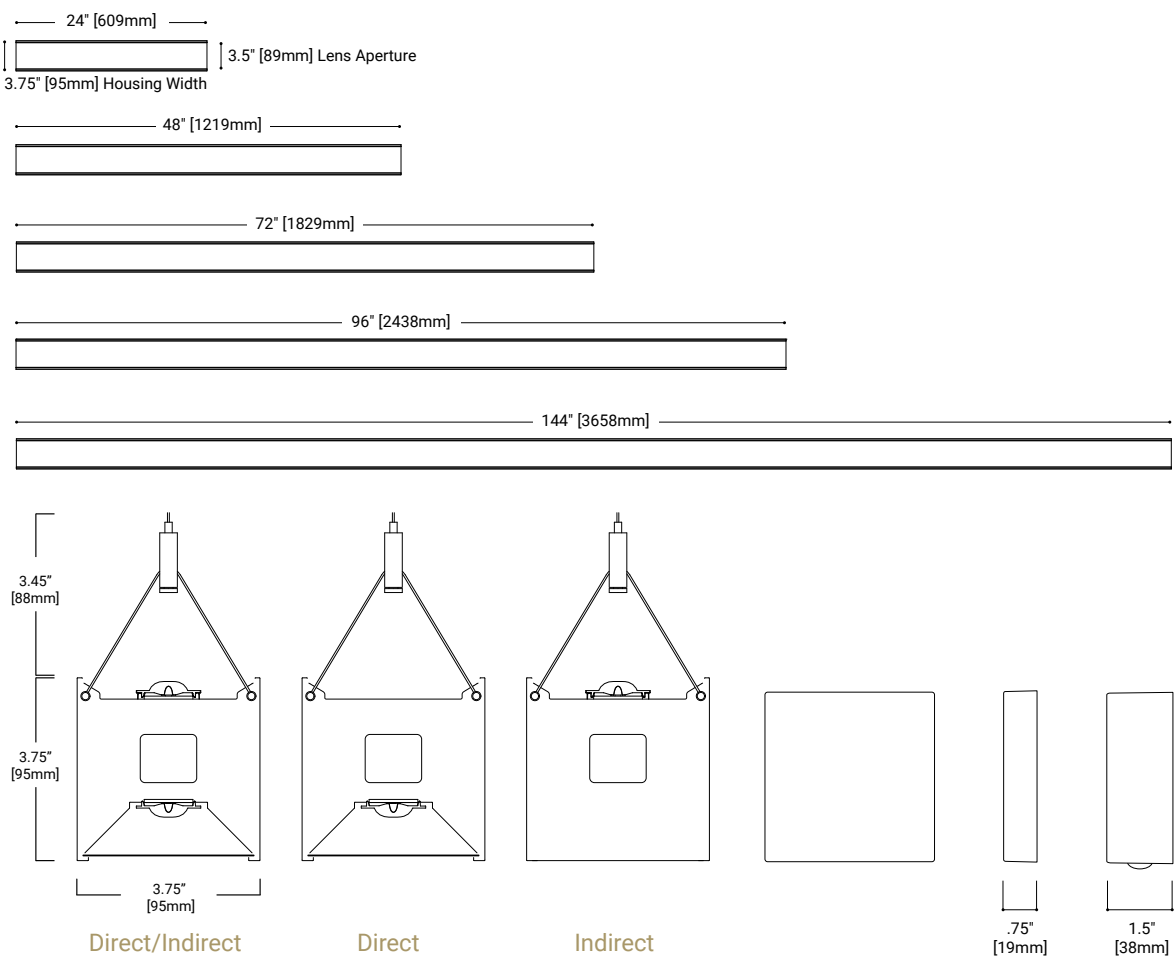 24" [609mm]
3.5" [89mm] Lens Aperture
3.75" [95mm] Housing Width
48" [1219mm]
72" [1829mm]
96" [2438mm]
144" [3658mm]
3.45”
[88mm]
3.75”
[95mm]
3.75”
[95mm]
.75"
[19mm]
1.5"
[38mm]
Direct/Indirect
Direct
Indirect